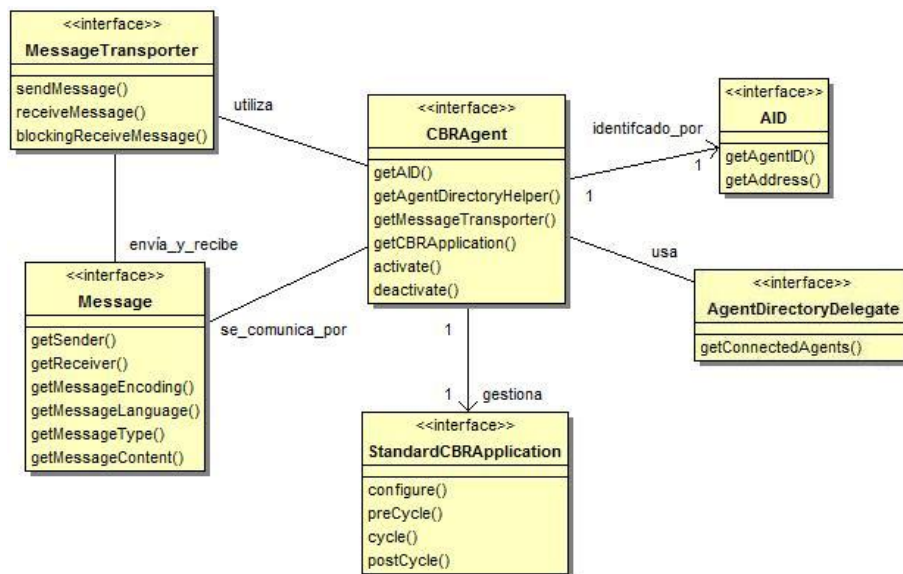 <<interface>>
MessageTransporter
sendMessage()
receiveMessage()
blockingReceiveMessage()
utiliza
<<interface>>
CBRAgent
getAID()
getAgentDirectoryHelper()
getMessageTransporter()
getCBRApplication()
activate()
deactivate()
identifcado_por
1
1
<<interface>>
AID
getAgentID()
getAddress()
envía_y_recibe
<<interface>>
Message
getSender()
getReceiver()
getMessageEncoding()
getMessageLanguage()
getMessageType()
getMessageContent()
se_comunica_por
usa
<<interface>>
AgentDirectoryDelegate
getConnectedAgents()
1
1
gestiona
<<interface>>
StandardCBRApplication
configure()
preCycle()
cycle()
postCycle()